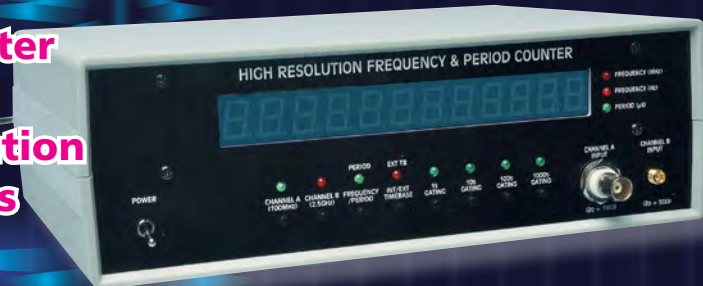 ter
tion
s
HIGH RESOLUTION FREQUENCY & PERIOD COUNTER
FREQUENCY (MHz)
FREQUENCY (Hz)
PERIOD (µs)
POWER
CHANNEL A
(100MHz)
CHANNEL B
(2.5GHz)
PERIOD
FREQUENCY
/PERIOD
EXT TB
INT/EXT
TIMEBASE
1s
GATING
10s
GATING
100s
GATING
1000s
GATING
CHANNEL A
INPUT
CHANNEL B
INPUT